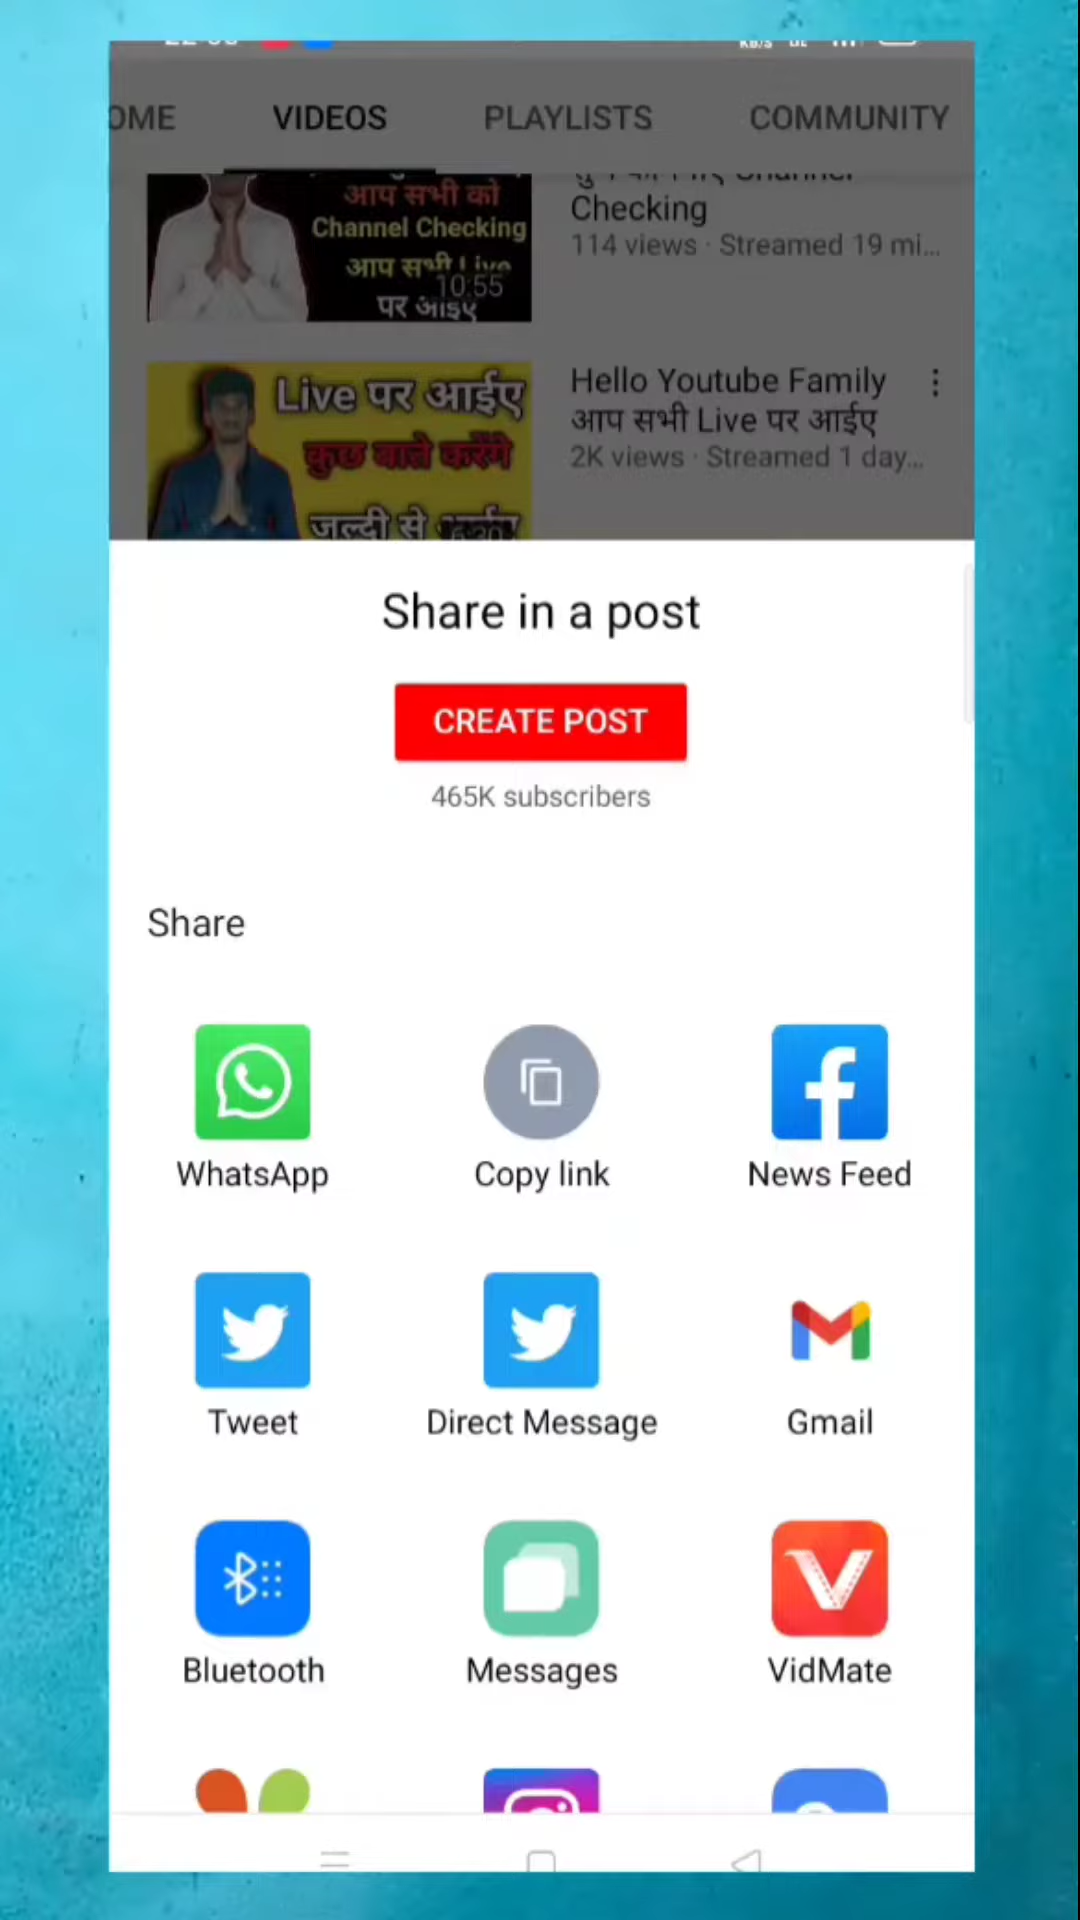 OME VIDEOS PLAYLISTS COMMUNITY
आप सभी को
Channel Checking
आप सभी Live
10:55
पर आइए
Channel
Checking
114 views · Streamed 19 mi...
Live पर आईए
कुछ बाते करेंगे
जल्दी से
Hello Youtube Family
आप सभी Live पर आईए
2K views · Streamed 1 day...
Share in a post
CREATE POST
465K subscribers
Share
WhatsApp
Copy link
News Feed
Tweet
Direct Message
Gmail
Bluetooth
Messages
VidMate